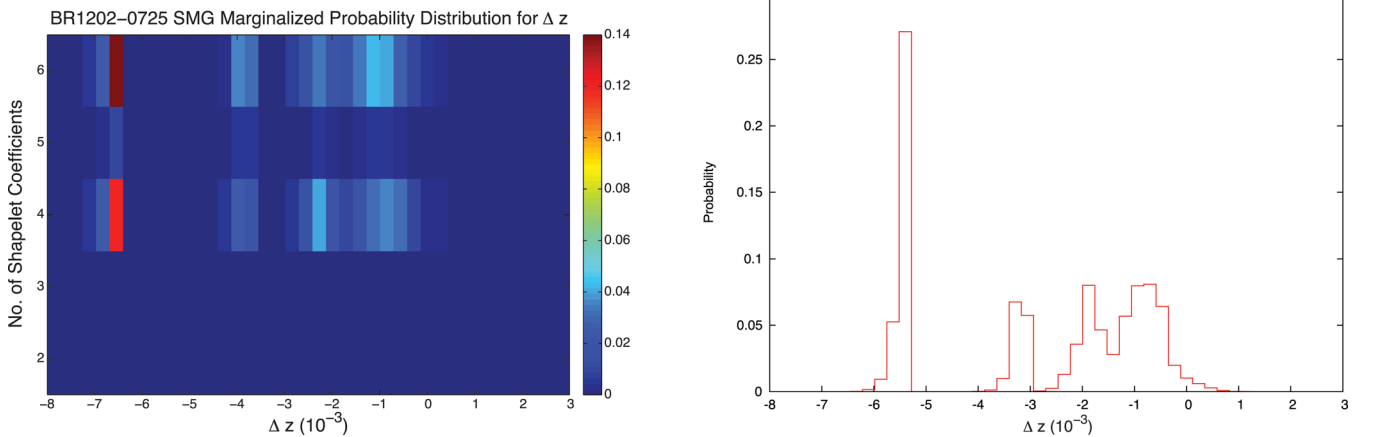 BR1202−0725 SMG Marginalized Probability Distribution for Δ z
No. of Shapelet Coefficients
6
5
4
3
2
−8 −7 −6 −5 −4 −3 −2 −1 0 1 2 3
Δ z (10⁻³)
0.14
0.12
0.1
0.08
0.06
0.04
0.02
0
Probability
0.25
0.2
0.15
0.1
0.05
0
-8 -7 -6 -5 -4 -3 -2 -1 0 1 2 3
Δ z (10⁻³)